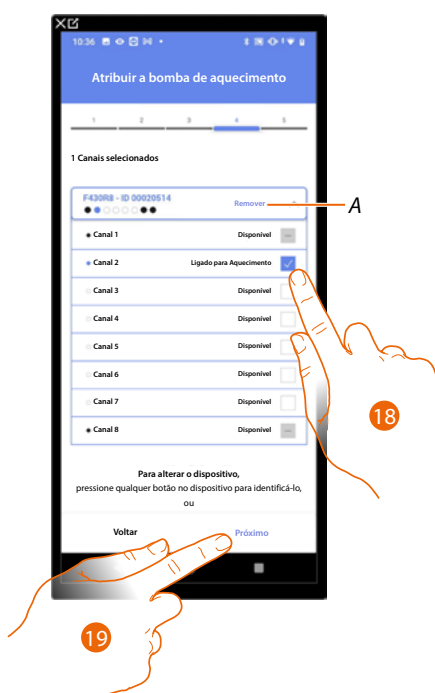 10:36
Atribuir a bomba de aquecimento
1 2 3 4 5
1 Canais selecionados
F430R8 - ID 00020514
Remover
A
Canal 1 Disponível
Canal 2 Ligado para Aquecimento
Canal 3 Disponível
Canal 4 Disponível
Canal 5 Disponível
Canal 6 Disponível
Canal 7 Disponível
Canal 8 Disponível
18
Para alterar o dispositivo,
pressione qualquer botão no dispositivo para identificá-lo,
ou
Voltar Próximo
19